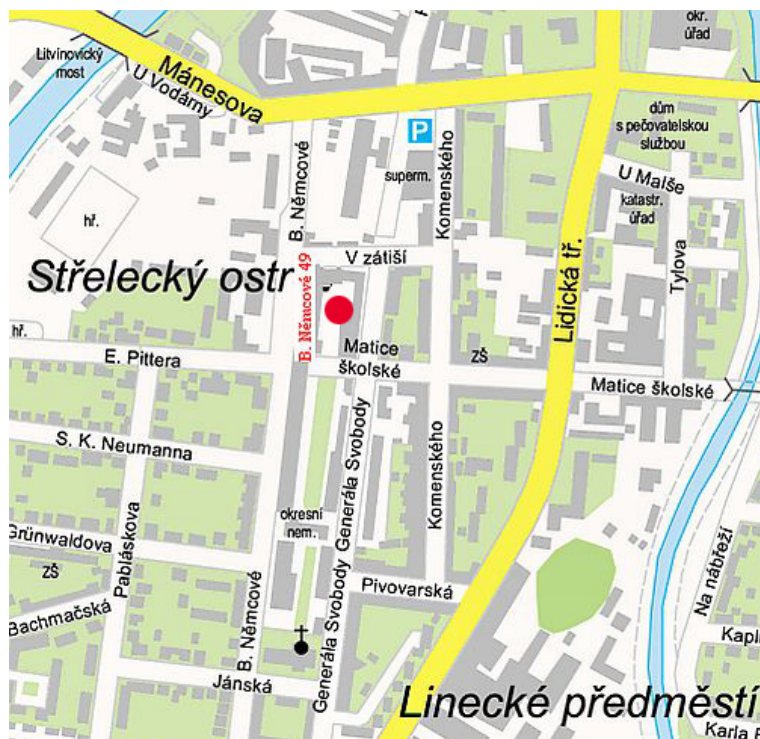 okr.
úřad
Litvínovický
most
U Vodárny
Mánesova
P
dům
s pečovatelskou
službou
superm.
Komenského
B. Němcové
U Malše
katastr.
úřad
hř.
V zátiší
Tylova
Střelecký ostr
B. Němcové 49
Lidická tř.
hř.
E. Pittera
Matice
školské
ZŠ
Matice školské
S. K. Neumanna
Generála Svobody
Komenského
okresní
nem.
Grünwaldova
ZŠ
Pabláskova
Na nábřeží
Pivovarská
Bachmačská
B. Němcové
Generála Svobody
Kapli
Jánská
Linecké předměstí
Karla